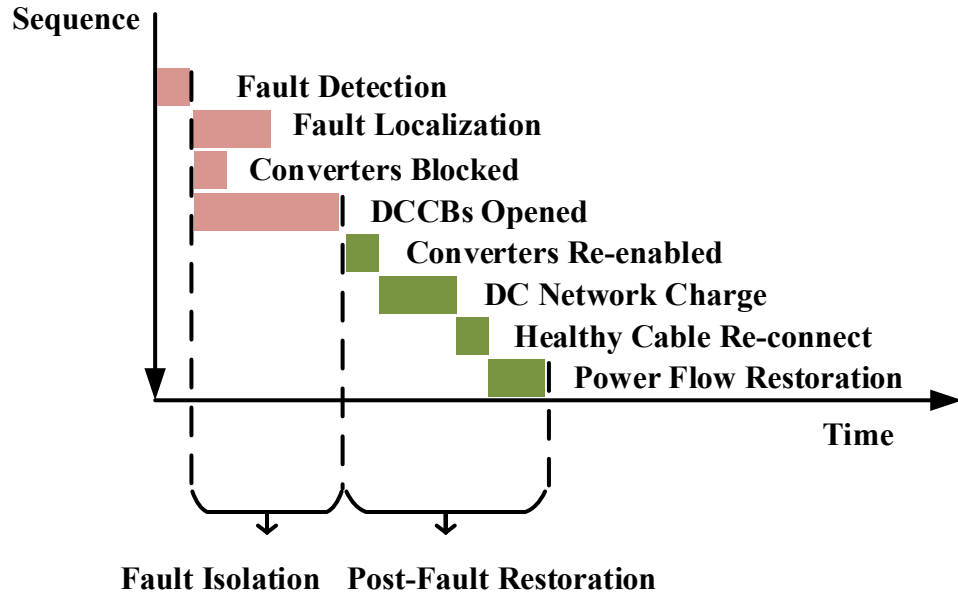 Sequence
Fault Detection
Fault Localization
Converters Blocked
DCCBs Opened
Converters Re-enabled
DC Network Charge
Healthy Cable Re-connect
Power Flow Restoration
Time
Fault Isolation
Post-Fault Restoration